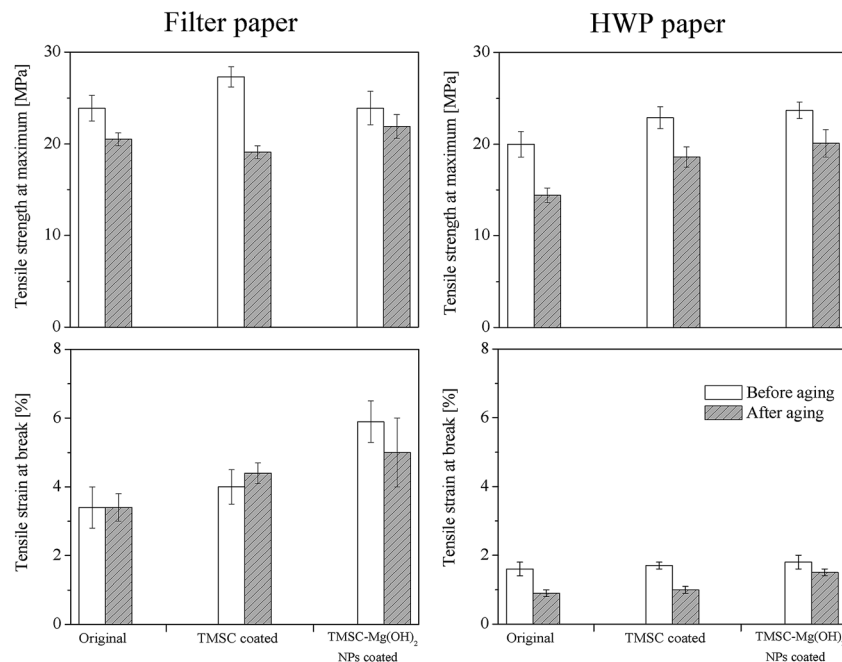 Filter paper
HWP paper
Tensile strength at maximum [MPa]
30
20
10
0
Tensile strength at maximum [MPa]
30
20
10
0
Tensile strain at break [%]
8
6
4
2
0
Original
TMSC coated
TMSC-Mg(OH)₂
NPs coated
Tensile strain at break [%]
8
6
4
2
0
Before aging
After aging
Original
TMSC coated
TMSC-Mg(OH)
NPs coated